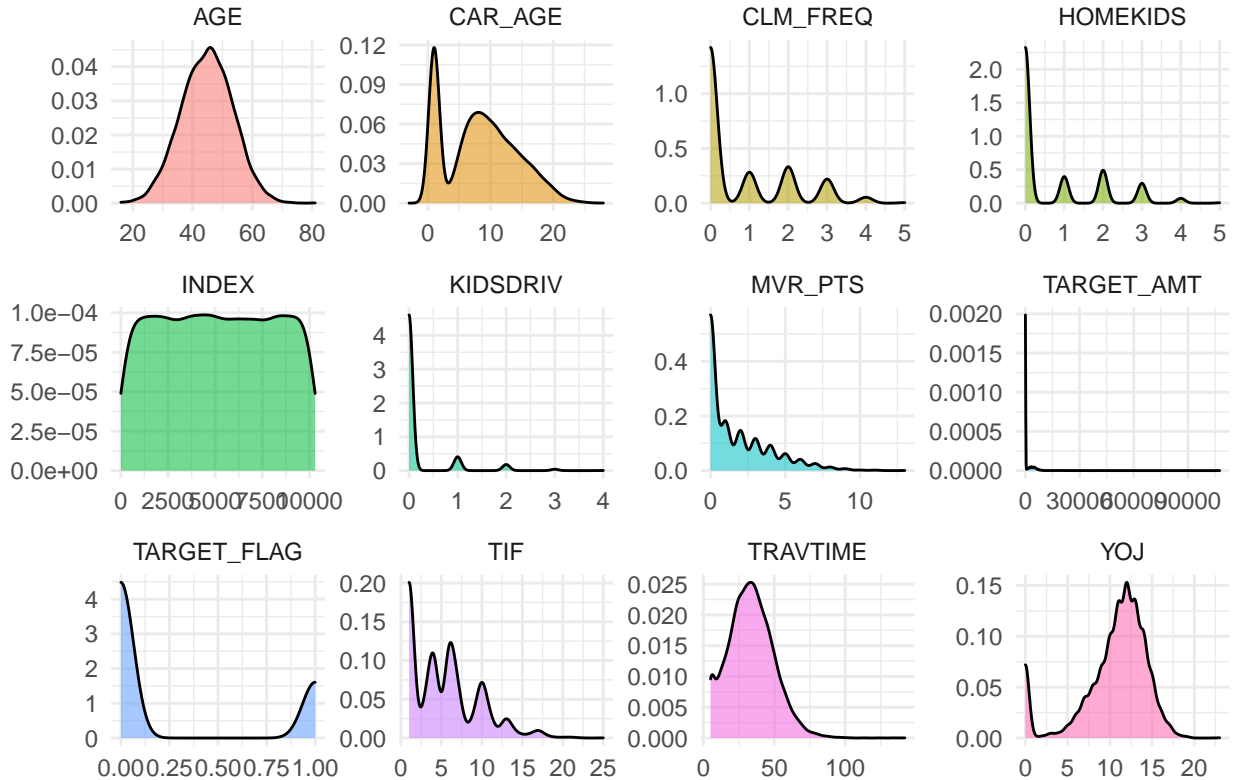 AGE CAR_AGE CLM_FREQ HOMEKIDS
0.04 0.03 0.02 0.01 0.00
20 40 60 80
0.12 0.09 0.06 0.03 0.00
0 10 20
1.0 0.5 0.0
0 1 2 3 4 5
2.0 1.5 1.0 0.5 0.0
0 1 2 3 4 5
INDEX KIDSDRIV MVR_PTS TARGET_AMT
1.0e−04 7.5e−05 5.0e−05 2.5e−05 0.0e+00
0 2500 5000 7500 10000
4 3 2 1 0
0 1 2 3 4
0.4 0.2 0.0
0 5 10
0.0020 0.0015 0.0010 0.0005 0.0000
0 30000 60000 90000
TARGET_FLAG TIF TRAVTIME YOJ
4 3 2 1 0
0.00 0.25 0.50 0.75 1.00
0.20 0.15 0.10 0.05 0.00
0 5 10 15 20 25
0.025 0.020 0.015 0.010 0.005 0.000
0 50 100
0.15 0.10 0.05 0.00
0 5 10 15 20